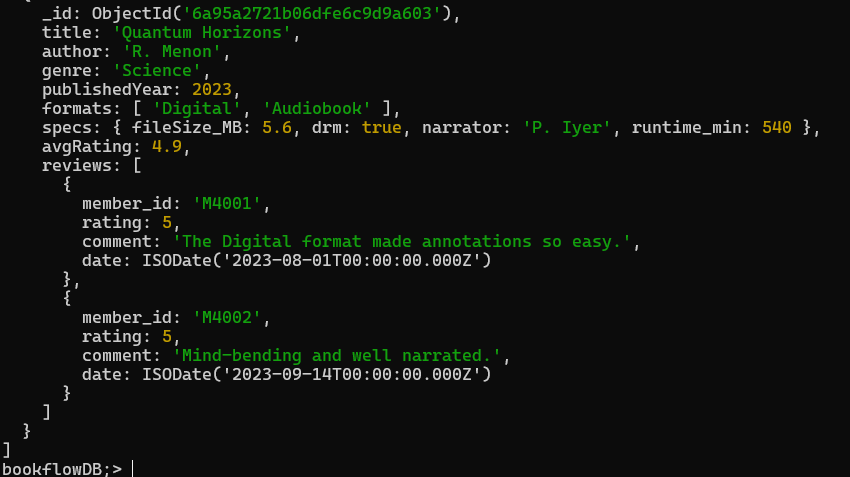 _id: ObjectId('6a95a2721b06dfe6c9d9a603'),
title: 'Quantum Horizons',
author: 'R. Menon',
genre: 'Science',
publishedYear: 2023,
formats: [ 'Digital', 'Audiobook' ],
specs: { fileSize_MB: 5.6, drm: true, narrator: 'P. Iyer', runtime_min: 540 },
avgRating: 4.9,
reviews: [
{
member_id: 'M4001',
rating: 5,
comment: 'The Digital format made annotations so easy.',
date: ISODate('2023-08-01T00:00:00.000Z')
},
{
member_id: 'M4002',
rating: 5,
comment: 'Mind-bending and well narrated.',
date: ISODate('2023-09-14T00:00:00.000Z')
}
]
}
]
bookflowDB;>